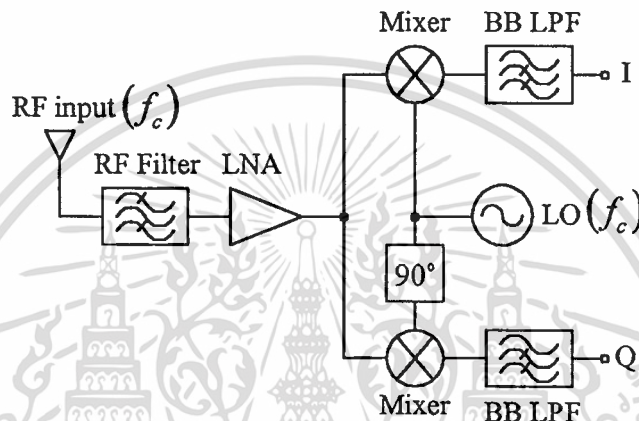 Mixer
BB LPF
I
RF input (f_c)
RF Filter
LNA
LO (f_c)
90°
Q
Mixer
BB LPF